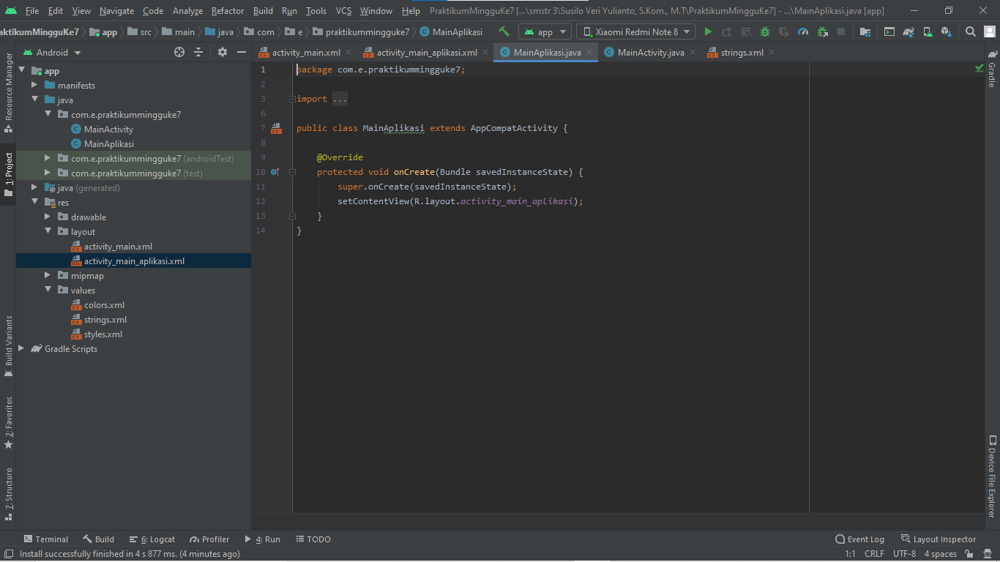 File Edit View Navigate Code Analyze Refactor Build Run Tools VCS Window Help PraktikumMingguKe7 [...\smstr 3\Susilo Veri Yulianto, S.Kom., M.T\PraktikumMingguKe7] - ...\MainAplikasi.java [app]
aktikumMingguKe7 app src main java com e praktikummingguke7 MainAplikasi app Xiaomi Redmi Note 8
Android
activity_main.xml activity_main_aplikasi.xml MainAplikasi.java MainActivity.java strings.xml
Resource Manager
1: Project
Build Variants
2: Favorites
7: Structure
app
manifests
java
com.e.praktikummingguke7
MainActivity
MainAplikasi
com.e.praktikummingguke7 (androidTest)
com.e.praktikummingguke7 (test)
java (generated)
res
drawable
layout
activity_main.xml
activity_main_aplikasi.xml
mipmap
values
colors.xml
strings.xml
styles.xml
Gradle Scripts
1 package com.e.praktikummingguke7;
2
3 import ...
6
7 public class MainAplikasi extends AppCompatActivity {
8
9 @Override
10 protected void onCreate(Bundle savedInstanceState) {
11 super.onCreate(savedInstanceState);
12 setContentView(R.layout.activity_main_aplikasi);
13 }
14 }
Gradle
Device File Explorer
Terminal Build 6: Logcat Profiler 4: Run TODO Event Log Layout Inspector
Install successfully finished in 4 s 877 ms. (4 minutes ago) 1:1 CRLF UTF-8 4 spaces